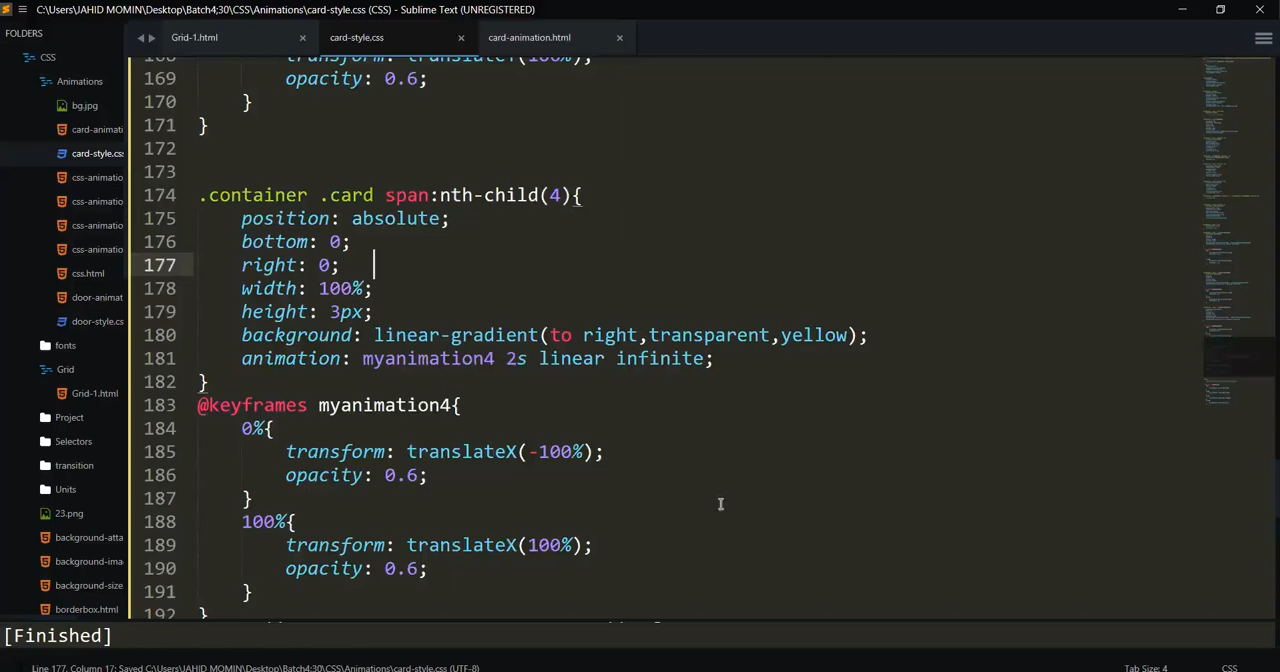 C:\Users\JAHID MOMIN\Desktop\Batch4;30\CSS\Animations\card-style.css (CSS) - Sublime Text (UNREGISTERED)
FOLDERS
Grid-1.html
card-style.css
card-animation.html
CSS
Animations
bg.jpg
card-animati
card-style.css
css-animatio
css-animatio
css-animatio
css-animatio
css.html
door-animat
door-style.cs
fonts
Grid
Grid-1.html
Project
Selectors
transition
Units
23.png
background-atta
background-ima
background-size
borderbox.html
168 transform: translateY(100%);
169 opacity: 0.6;
170 }
171 }
172
173
174 .container .card span:nth-child(4){
175 position: absolute;
176 bottom: 0;
177 right: 0;
178 width: 100%;
179 height: 3px;
180 background: linear-gradient(to right,transparent,yellow);
181 animation: myanimation4 2s linear infinite;
182 }
183 @keyframes myanimation4{
184 0%{
185 transform: translateX(-100%);
186 opacity: 0.6;
187 }
188 100%{
189 transform: translateX(100%);
190 opacity: 0.6;
191 }
192 }
[Finished]
Line 177, Column 17; Saved C:\Users\JAHID MOMIN\Desktop\Batch4;30\CSS\Animations\card-style.css (UTF-8)
Tab Size: 4
CSS